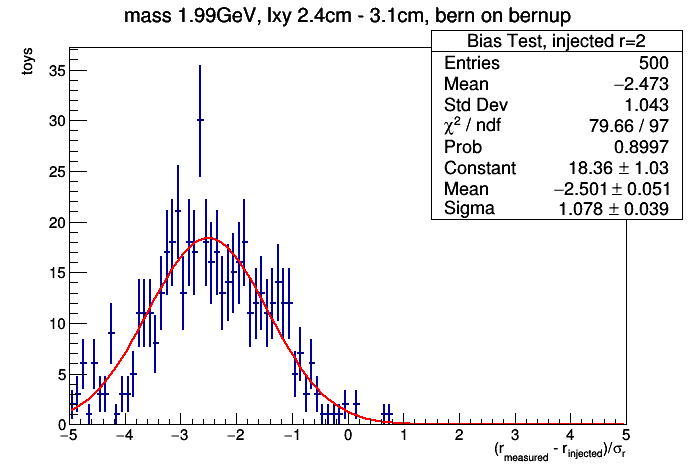 mass 1.99GeV, lxy 2.4cm - 3.1cm, bern on bernup
toys
Bias Test, injected r=2
Entries 500
Mean −2.473
Std Dev 1.043
χ² / ndf 79.66 / 97
Prob 0.8997
Constant 18.36 ± 1.03
Mean −2.501 ± 0.051
Sigma 1.078 ± 0.039
35
30
25
20
15
10
5
0
−5 −4 −3 −2 −1 0 1 2 3 4 5
(r_measured - r_injected)/σ_r